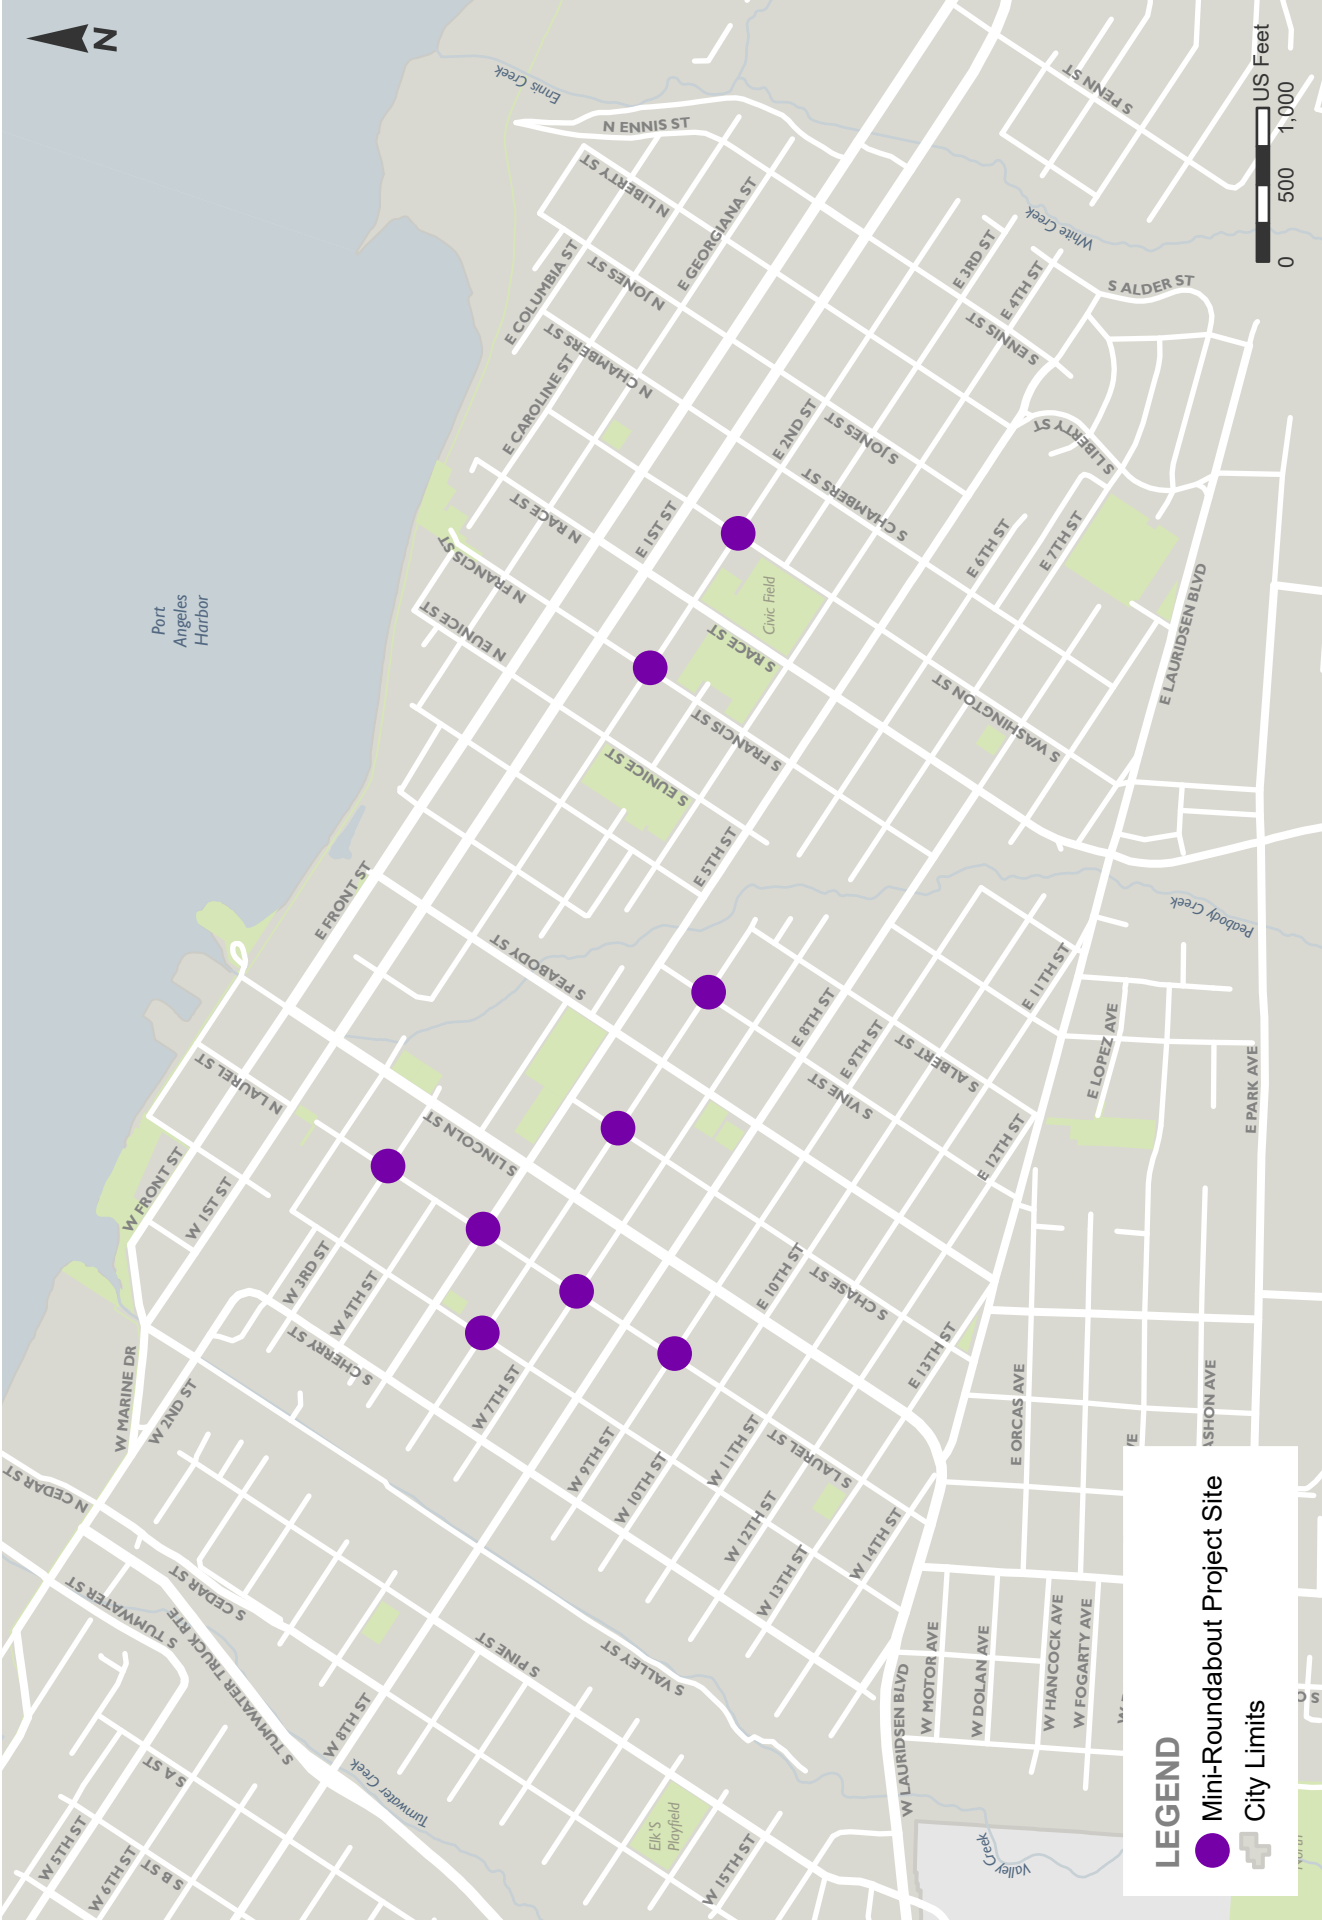 N
Port
Angeles
Harbor
Ennis Creek
N ENNIS ST
N LIBERTY ST
E GEORGIANA ST
E COLUMBIA ST
N JONES ST
N CHAMBERS ST
E CAROLINE ST
N RACE ST
N FRANCIS ST
N EUNICE ST
E 1ST ST
E 2ND ST
E 3RD ST
E 4TH ST
S ENNIS ST
S ALDER ST
White Creek
S PENN ST
S JONES ST
S CHAMBERS ST
S LIBERTY ST
E 6TH ST
E 7TH ST
Civic Field
S RACE ST
S FRANCIS ST
S EUNICE ST
E 5TH ST
S WASHINGTON ST
E LAURIDSEN BLVD
E FRONT ST
S PEABODY ST
Peabody Creek
E 8TH ST
E 9TH ST
E 11TH ST
S ALBERT ST
S VINE ST
E LOPEZ AVE
E PARK AVE
E 12TH ST
N LAUREL ST
S LINCOLN ST
W FRONT ST
W 1ST ST
W 3RD ST
W 4TH ST
S CHERRY ST
E 10TH ST
S CHASE ST
E 13TH ST
W MARINE DR
W 2ND ST
W 7TH ST
W 9TH ST
W 10TH ST
W 11TH ST
S LAUREL ST
W 12TH ST
W 13TH ST
W 14TH ST
E ORCAS AVE
ASHON AVE
VE
N CEDAR ST
S CEDAR ST
S TUMWATER ST
S TUMWATER TRUCK RTE
S PINE ST
S VALLEY ST
W 8TH ST
Tumwater Creek
S A ST
S B ST
W 5TH ST
W 6TH ST
Elk'S
Playfield
W 15TH ST
W LAURIDSEN BLVD
W MOTOR AVE
W DOLAN AVE
W HANCOCK AVE
W FOGARTY AVE
Valley Creek
US Feet
0 500 1,000
LEGEND
Mini-Roundabout Project Site
City Limits